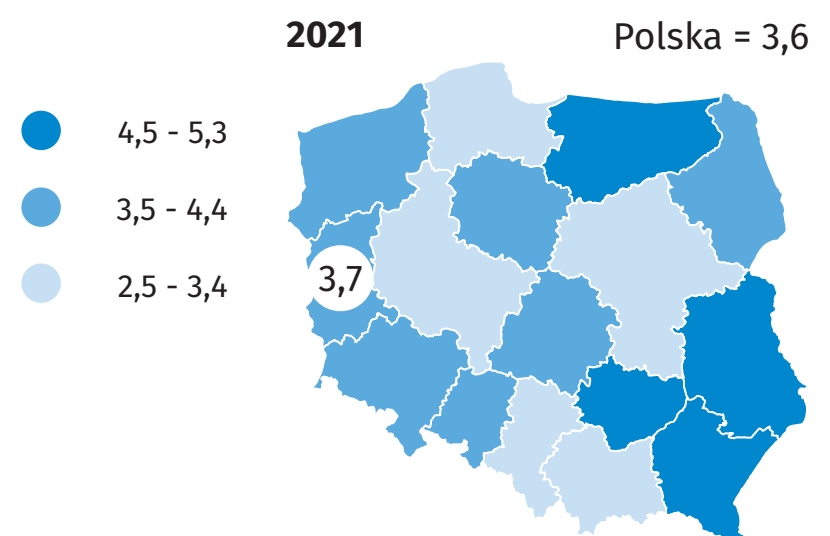 2021
Polska = 3,6
4,5 - 5,3
3,5 - 4,4
2,5 - 3,4
3,7